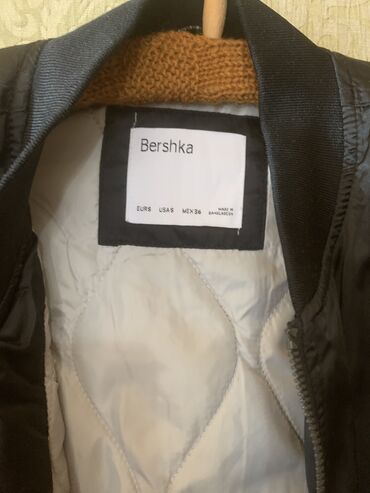 Bershka
EUR S USA S MEX 36 MADE IN
BANGLADESH